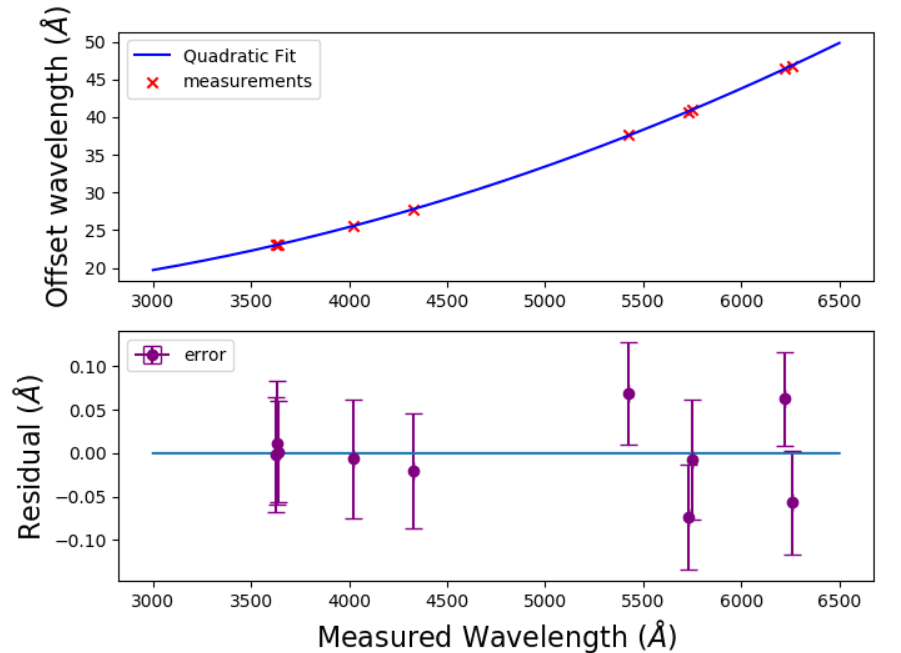 Offset wavelength (Å)
50
45
40
35
30
25
20
Quadratic Fit
measurements
3000 3500 4000 4500 5000 5500 6000 6500
Residual (Å)
0.10
0.05
0.00
−0.05
−0.10
error
3000 3500 4000 4500 5000 5500 6000 6500
Measured Wavelength (Å)